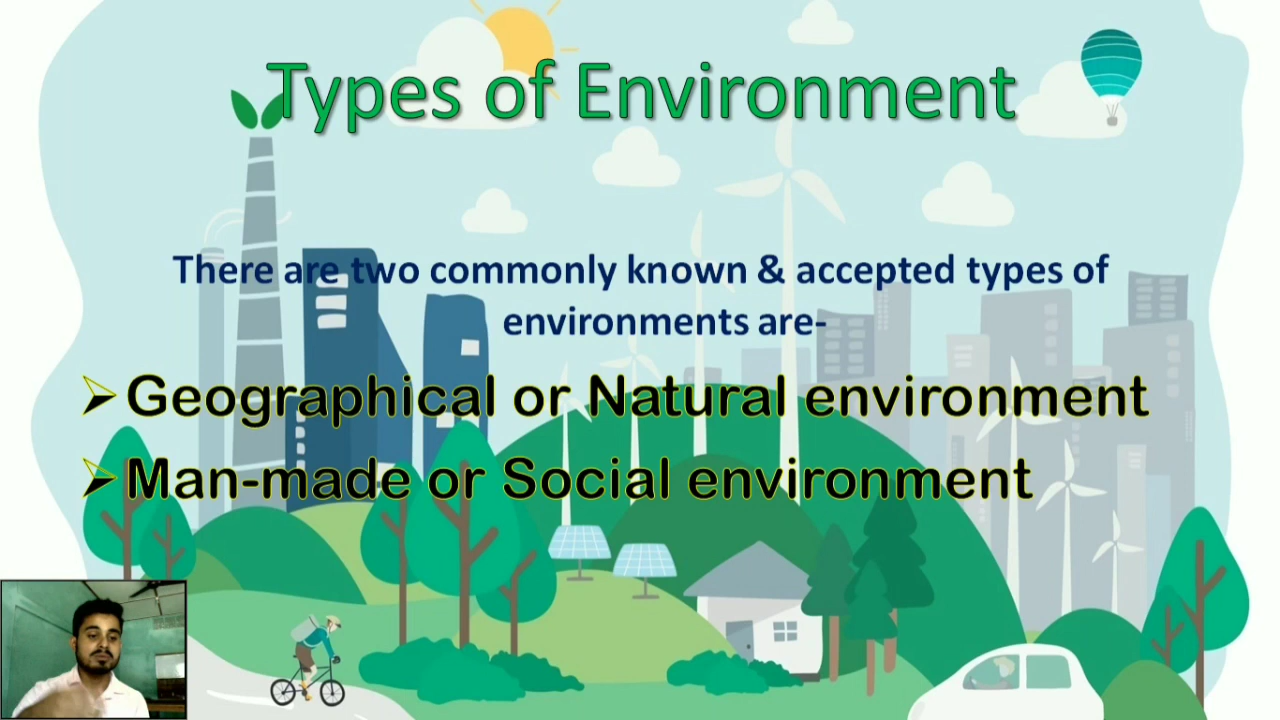 Types of Environment
There are two commonly known & accepted types of
environments are-
Geographical or Natural environment
Man-made or Social environment